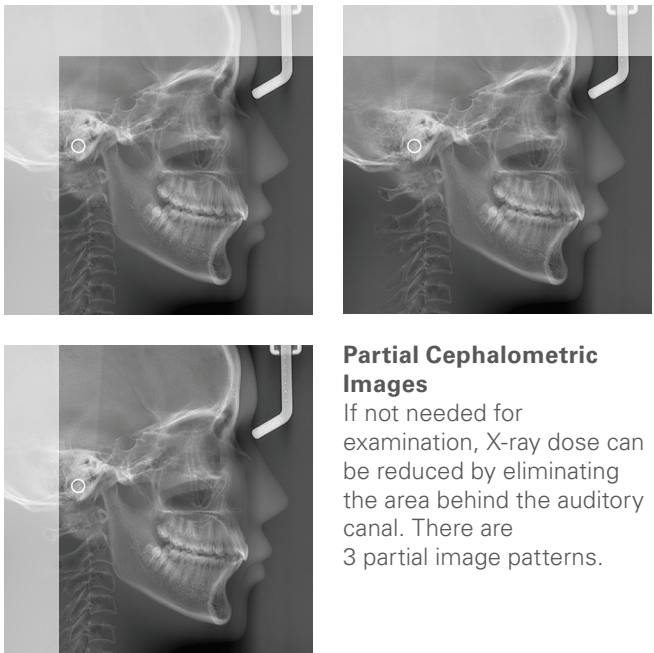 Partial Cephalometric
Images
If not needed for
examination, X-ray dose can
be reduced by eliminating
the area behind the auditory
canal. There are
3 partial image patterns.